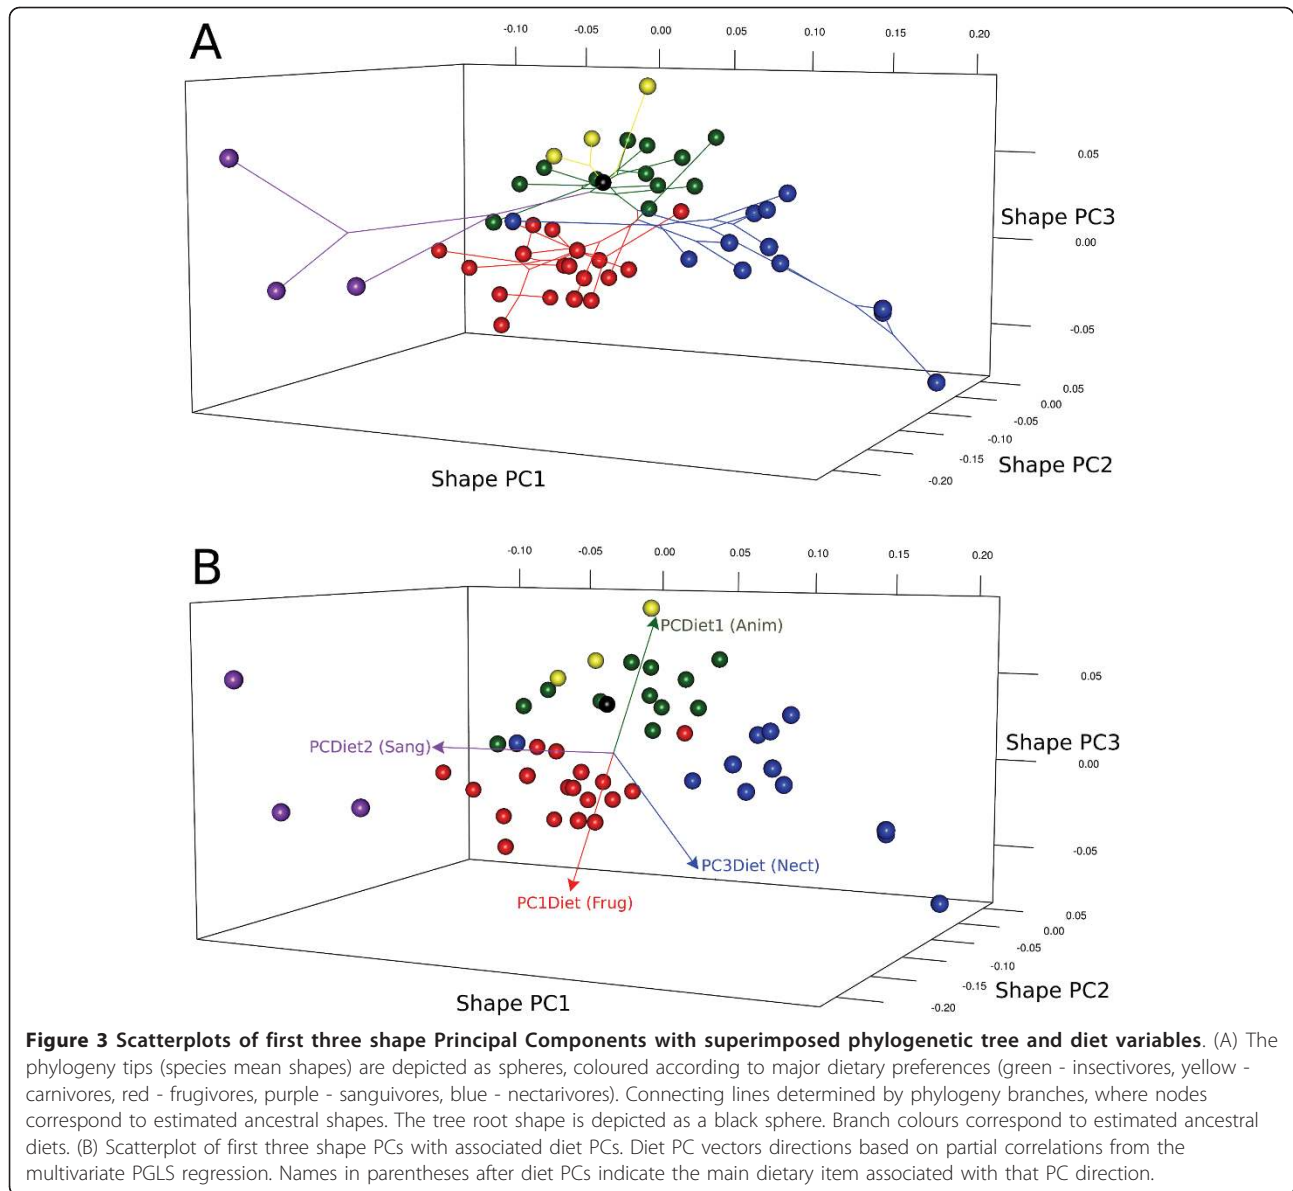 A
-0.10 -0.05 0.00 0.05 0.10 0.15 0.20
0.05
Shape PC3
0.00
-0.05
0.05
0.00
-0.05
-0.10
-0.15
Shape PC2
-0.20
Shape PC1
B
-0.10 -0.05 0.00 0.05 0.10 0.15 0.20
PCDiet1 (Anim)
0.05
PCDiet2 (Sang)
Shape PC3
0.00
-0.05
PC3Diet (Nect)
PC1Diet (Frug)
0.05
0.00
-0.05
-0.10
-0.15
Shape PC2
-0.20
Shape PC1
Figure 3 Scatterplots of first three shape Principal Components with superimposed phylogenetic tree and diet variables. (A) The
phylogeny tips (species mean shapes) are depicted as spheres, coloured according to major dietary preferences (green - insectivores, yellow -
carnivores, red - frugivores, purple - sanguivores, blue - nectarivores). Connecting lines determined by phylogeny branches, where nodes
correspond to estimated ancestral shapes. The tree root shape is depicted as a black sphere. Branch colours correspond to estimated ancestral
diets. (B) Scatterplot of first three shape PCs with associated diet PCs. Diet PC vectors directions based on partial correlations from the
multivariate PGLS regression. Names in parentheses after diet PCs indicate the main dietary item associated with that PC direction.